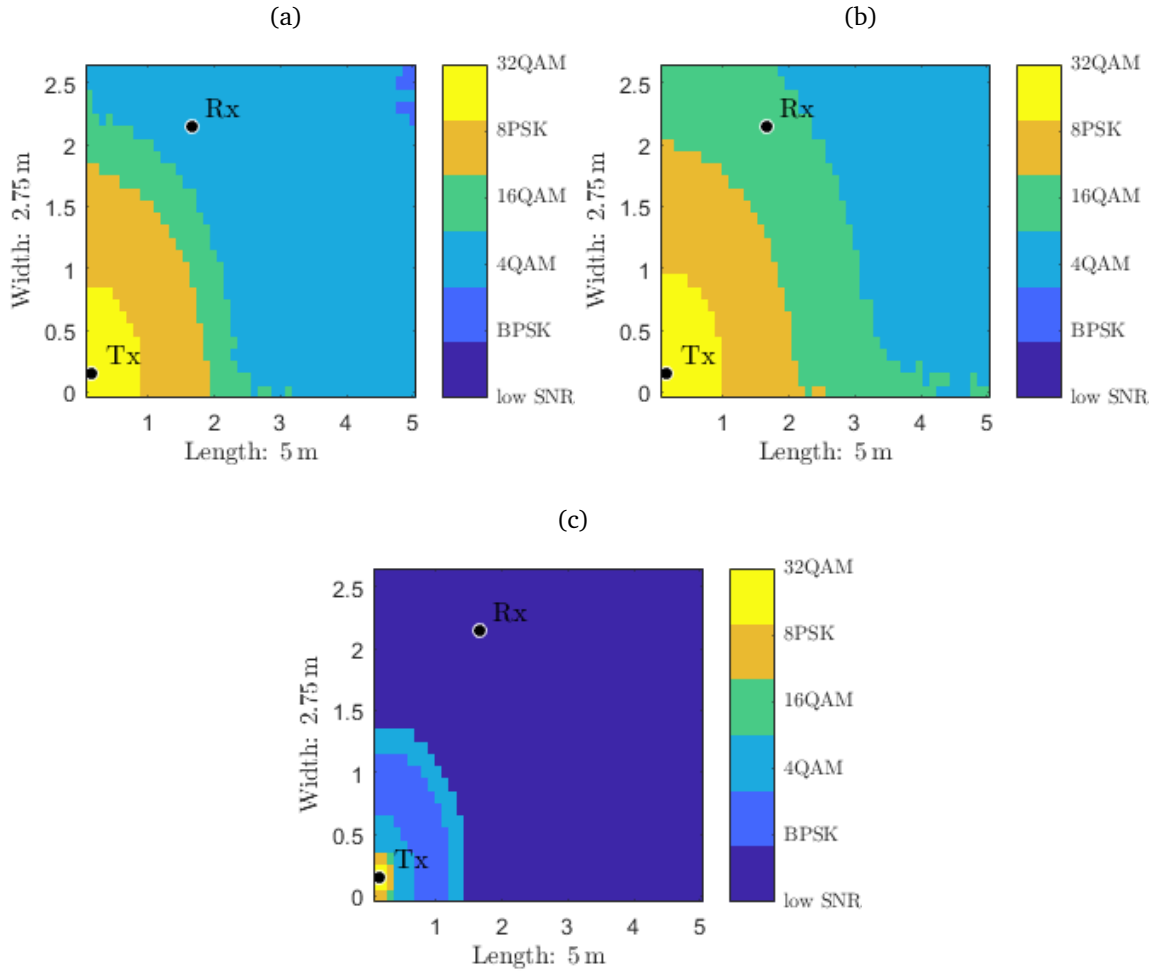 (a)
Width: 2.75 m
2.5
2
1.5
1
0.5
0
Rx
Tx
1 2 3 4 5
Length: 5 m
32QAM
8PSK
16QAM
4QAM
BPSK
low SNR
(b)
Width: 2.75 m
2.5
2
1.5
1
0.5
0
Rx
Tx
1 2 3 4 5
Length: 5 m
32QAM
8PSK
16QAM
4QAM
BPSK
low SNR
(c)
Width: 2.75 m
2.5
2
1.5
1
0.5
0
Rx
Tx
1 2 3 4 5
Length: 5 m
32QAM
8PSK
16QAM
4QAM
BPSK
low SNR